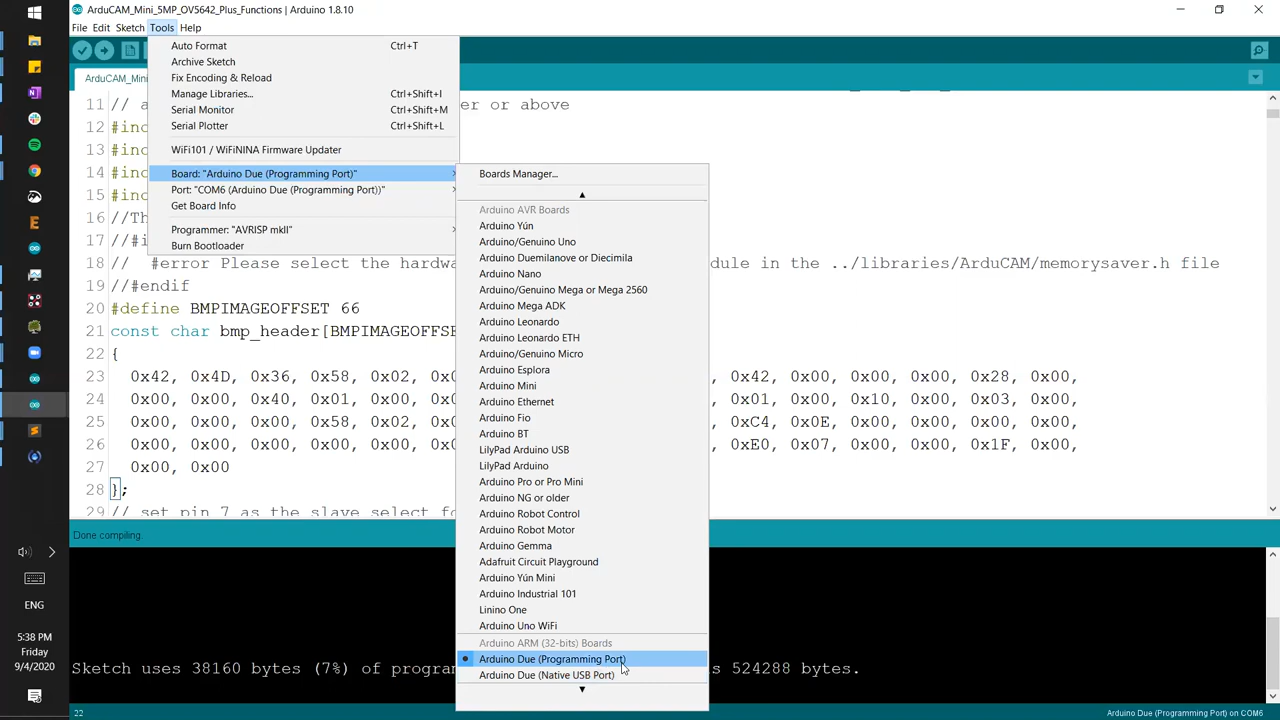 ArduCAM_Mini_5MP_OV5642_Plus_Functions | Arduino 1.8.10
File Edit Sketch Tools Help
Auto Format Ctrl+T
Archive Sketch
Fix Encoding & Reload
Manage Libraries... Ctrl+Shift+I
Serial Monitor Ctrl+Shift+M
Serial Plotter Ctrl+Shift+L
WiFi101 / WiFiNINA Firmware Updater
Board: "Arduino Due (Programming Port)"
Port: "COM6 (Arduino Due (Programming Port))"
Get Board Info
Programmer: "AVRISP mkII"
Burn Bootloader
Boards Manager...
Arduino AVR Boards
Arduino Yún
Arduino/Genuino Uno
Arduino Duemilanove or Diecimila
Arduino Nano
Arduino/Genuino Mega or Mega 2560
Arduino Mega ADK
Arduino Leonardo
Arduino Leonardo ETH
Arduino/Genuino Micro
Arduino Esplora
Arduino Mini
Arduino Ethernet
Arduino Fio
Arduino BT
LilyPad Arduino USB
LilyPad Arduino
Arduino Pro or Pro Mini
Arduino NG or older
Arduino Robot Control
Arduino Robot Motor
Arduino Gemma
Adafruit Circuit Playground
Arduino Yún Mini
Arduino Industrial 101
Linino One
Arduino Uno WiFi
Arduino ARM (32-bits) Boards
Arduino Due (Programming Port)
Arduino Due (Native USB Port)
ArduCAM_Mini
11 // a er or above
12 #inc
13 #inc
14 #inc
15 #inc
16 //Th
17 //#i
18 // #error Please select the hardwa dule in the ../libraries/ArduCAM/memorysaver.h file
19 //#endif
20 #define BMPIMAGEOFFSET 66
21 const char bmp_header[BMPIMAGEOFFSE
22 {
23 0x42, 0x4D, 0x36, 0x58, 0x02, 0x0 , 0x42, 0x00, 0x00, 0x00, 0x28, 0x00,
24 0x00, 0x00, 0x40, 0x01, 0x00, 0x0 , 0x01, 0x00, 0x10, 0x00, 0x03, 0x00,
25 0x00, 0x00, 0x00, 0x58, 0x02, 0x0 , 0xC4, 0x0E, 0x00, 0x00, 0x00, 0x00,
26 0x00, 0x00, 0x00, 0x00, 0x00, 0x0 , 0xE0, 0x07, 0x00, 0x00, 0x1F, 0x00,
27 0x00, 0x00
28 };
29 // set pin 7 as the slave select fo
Done compiling.
Sketch uses 38160 bytes (7%) of progra s 524288 bytes.
22
Arduino Due (Programming Port) on COM6
ENG
5:38 PM
Friday
9/4/2020